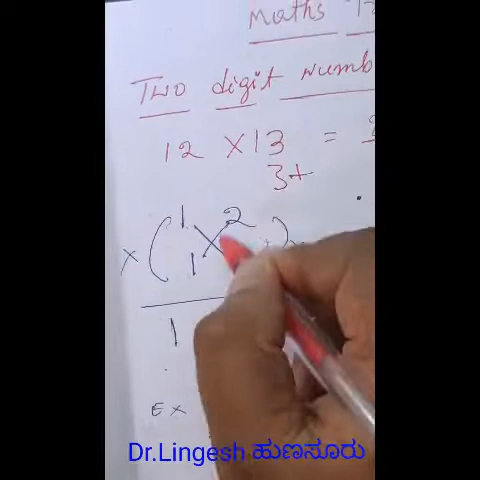 Maths
TWO digit Numb
12 × 13 =
3+
× ( 1 2 )
1
1
Ex
Dr.Lingesh ಹುಣಸೂರು